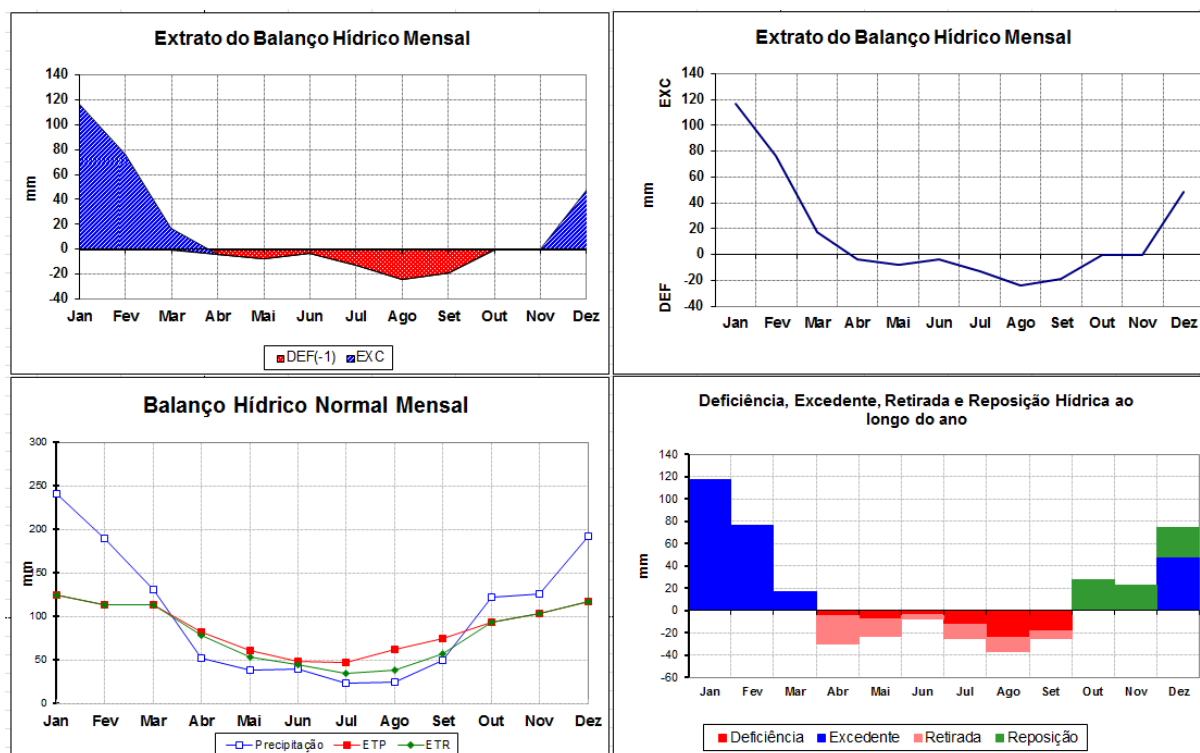 Extrato do Balanço Hídrico Mensal
140
120
100
80
60
40
20
0
-20
-40
mm
Jan Fev Mar Abr Mai Jun Jul Ago Set Out Nov Dez
DEF(-1) EXC
Extrato do Balanço Hídrico Mensal
140
120
100
80
60
40
20
0
-20
-40
EXC
mm
DEF
Jan Fev Mar Abr Mai Jun Jul Ago Set Out Nov Dez
Balanço Hídrico Normal Mensal
300
250
200
150
100
50
0
mm
Jan Fev Mar Abr Mai Jun Jul Ago Set Out Nov Dez
Precipitação ETP ETR
Deficiência, Excedente, Retirada e Reposição Hídrica ao
longo do ano
140
120
100
80
60
40
20
0
-20
-40
-60
mm
Jan Fev Mar Abr Mai Jun Jul Ago Set Out Nov Dez
Deficiência Excedente Retirada Reposição